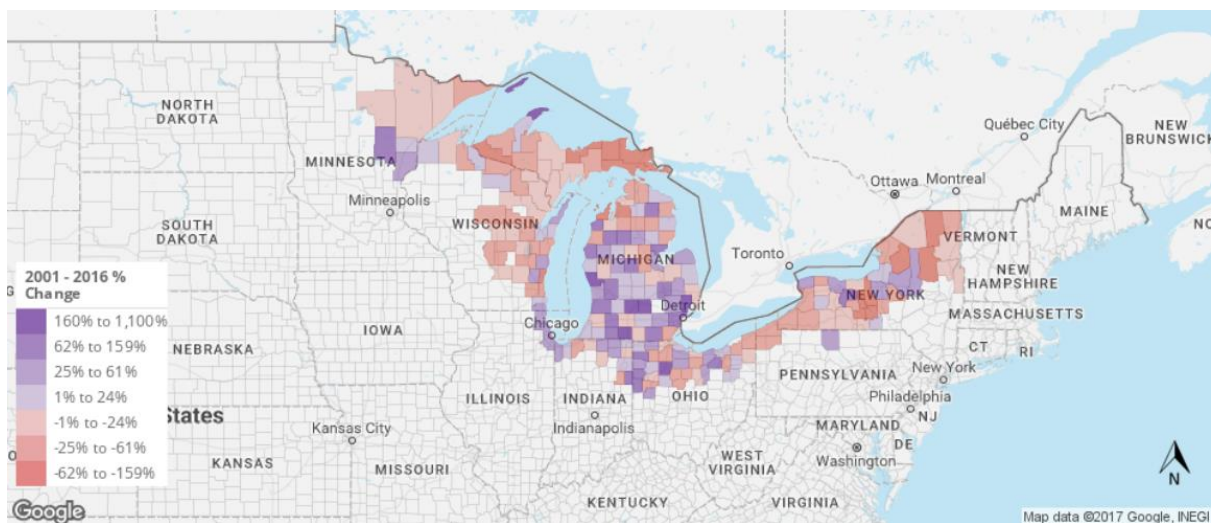 Québec City
NEW
BRUNSWICK
NORTH
DAKOTA
MINNESOTA
Ottawa
Montreal
MAINE
Minneapolis
SOUTH
DAKOTA
WISCONSIN
VERMONT
Toronto
MICHIGAN
NEW
HAMPSHIRE
NEW YORK
MASSACHUSETTS
Detroit
Chicago
IOWA
CT
RI
NEBRASKA
PENNSYLVANIA
New York
ILLINOIS
INDIANA
OHIO
Philadelphia
NJ
Indianapolis
MARYLAND
DE
States
Kansas City
Washington
KANSAS
MISSOURI
WEST
VIRGINIA
KENTUCKY
VIRGINIA
2001 - 2016 %
Change
160% to 1,100%
62% to 159%
25% to 61%
1% to 24%
-1% to -24%
-25% to -61%
-62% to -159%
N
Google
Map data ©2017 Google, INEGI